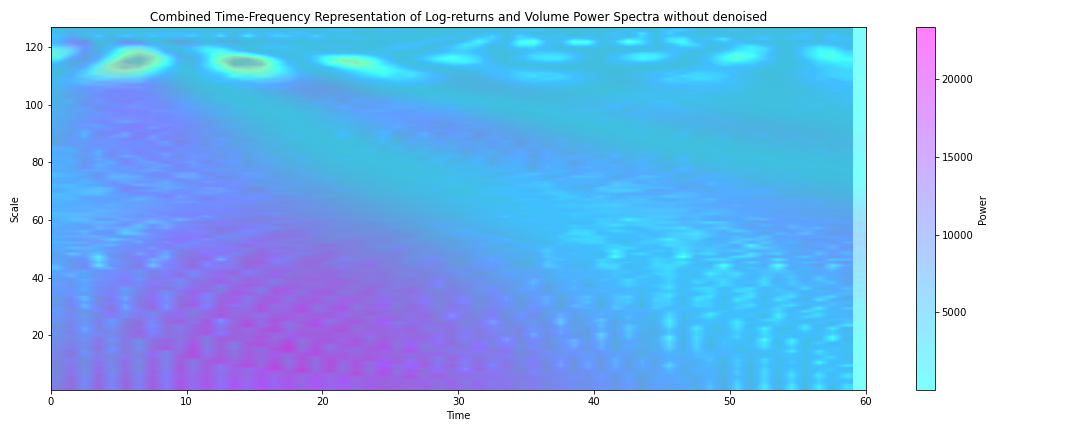 Combined Time-Frequency Representation of Log-returns and Volume Power Spectra without denoised
120
100
80
60
40
20
Scale
0 10 20 30 40 50 60
Time
20000
15000
10000
5000
Power